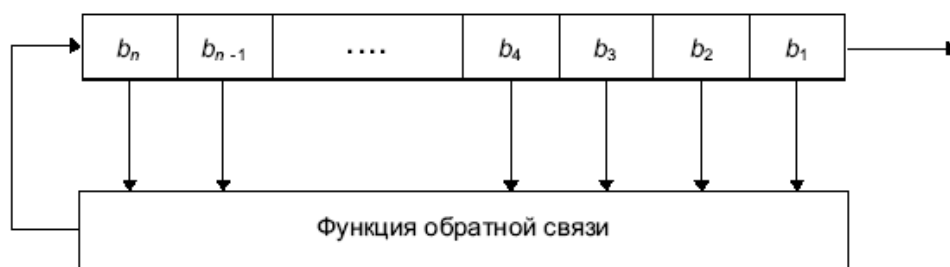 bn bn-1 .... b4 b3 b2 b1
Функция обратной связи